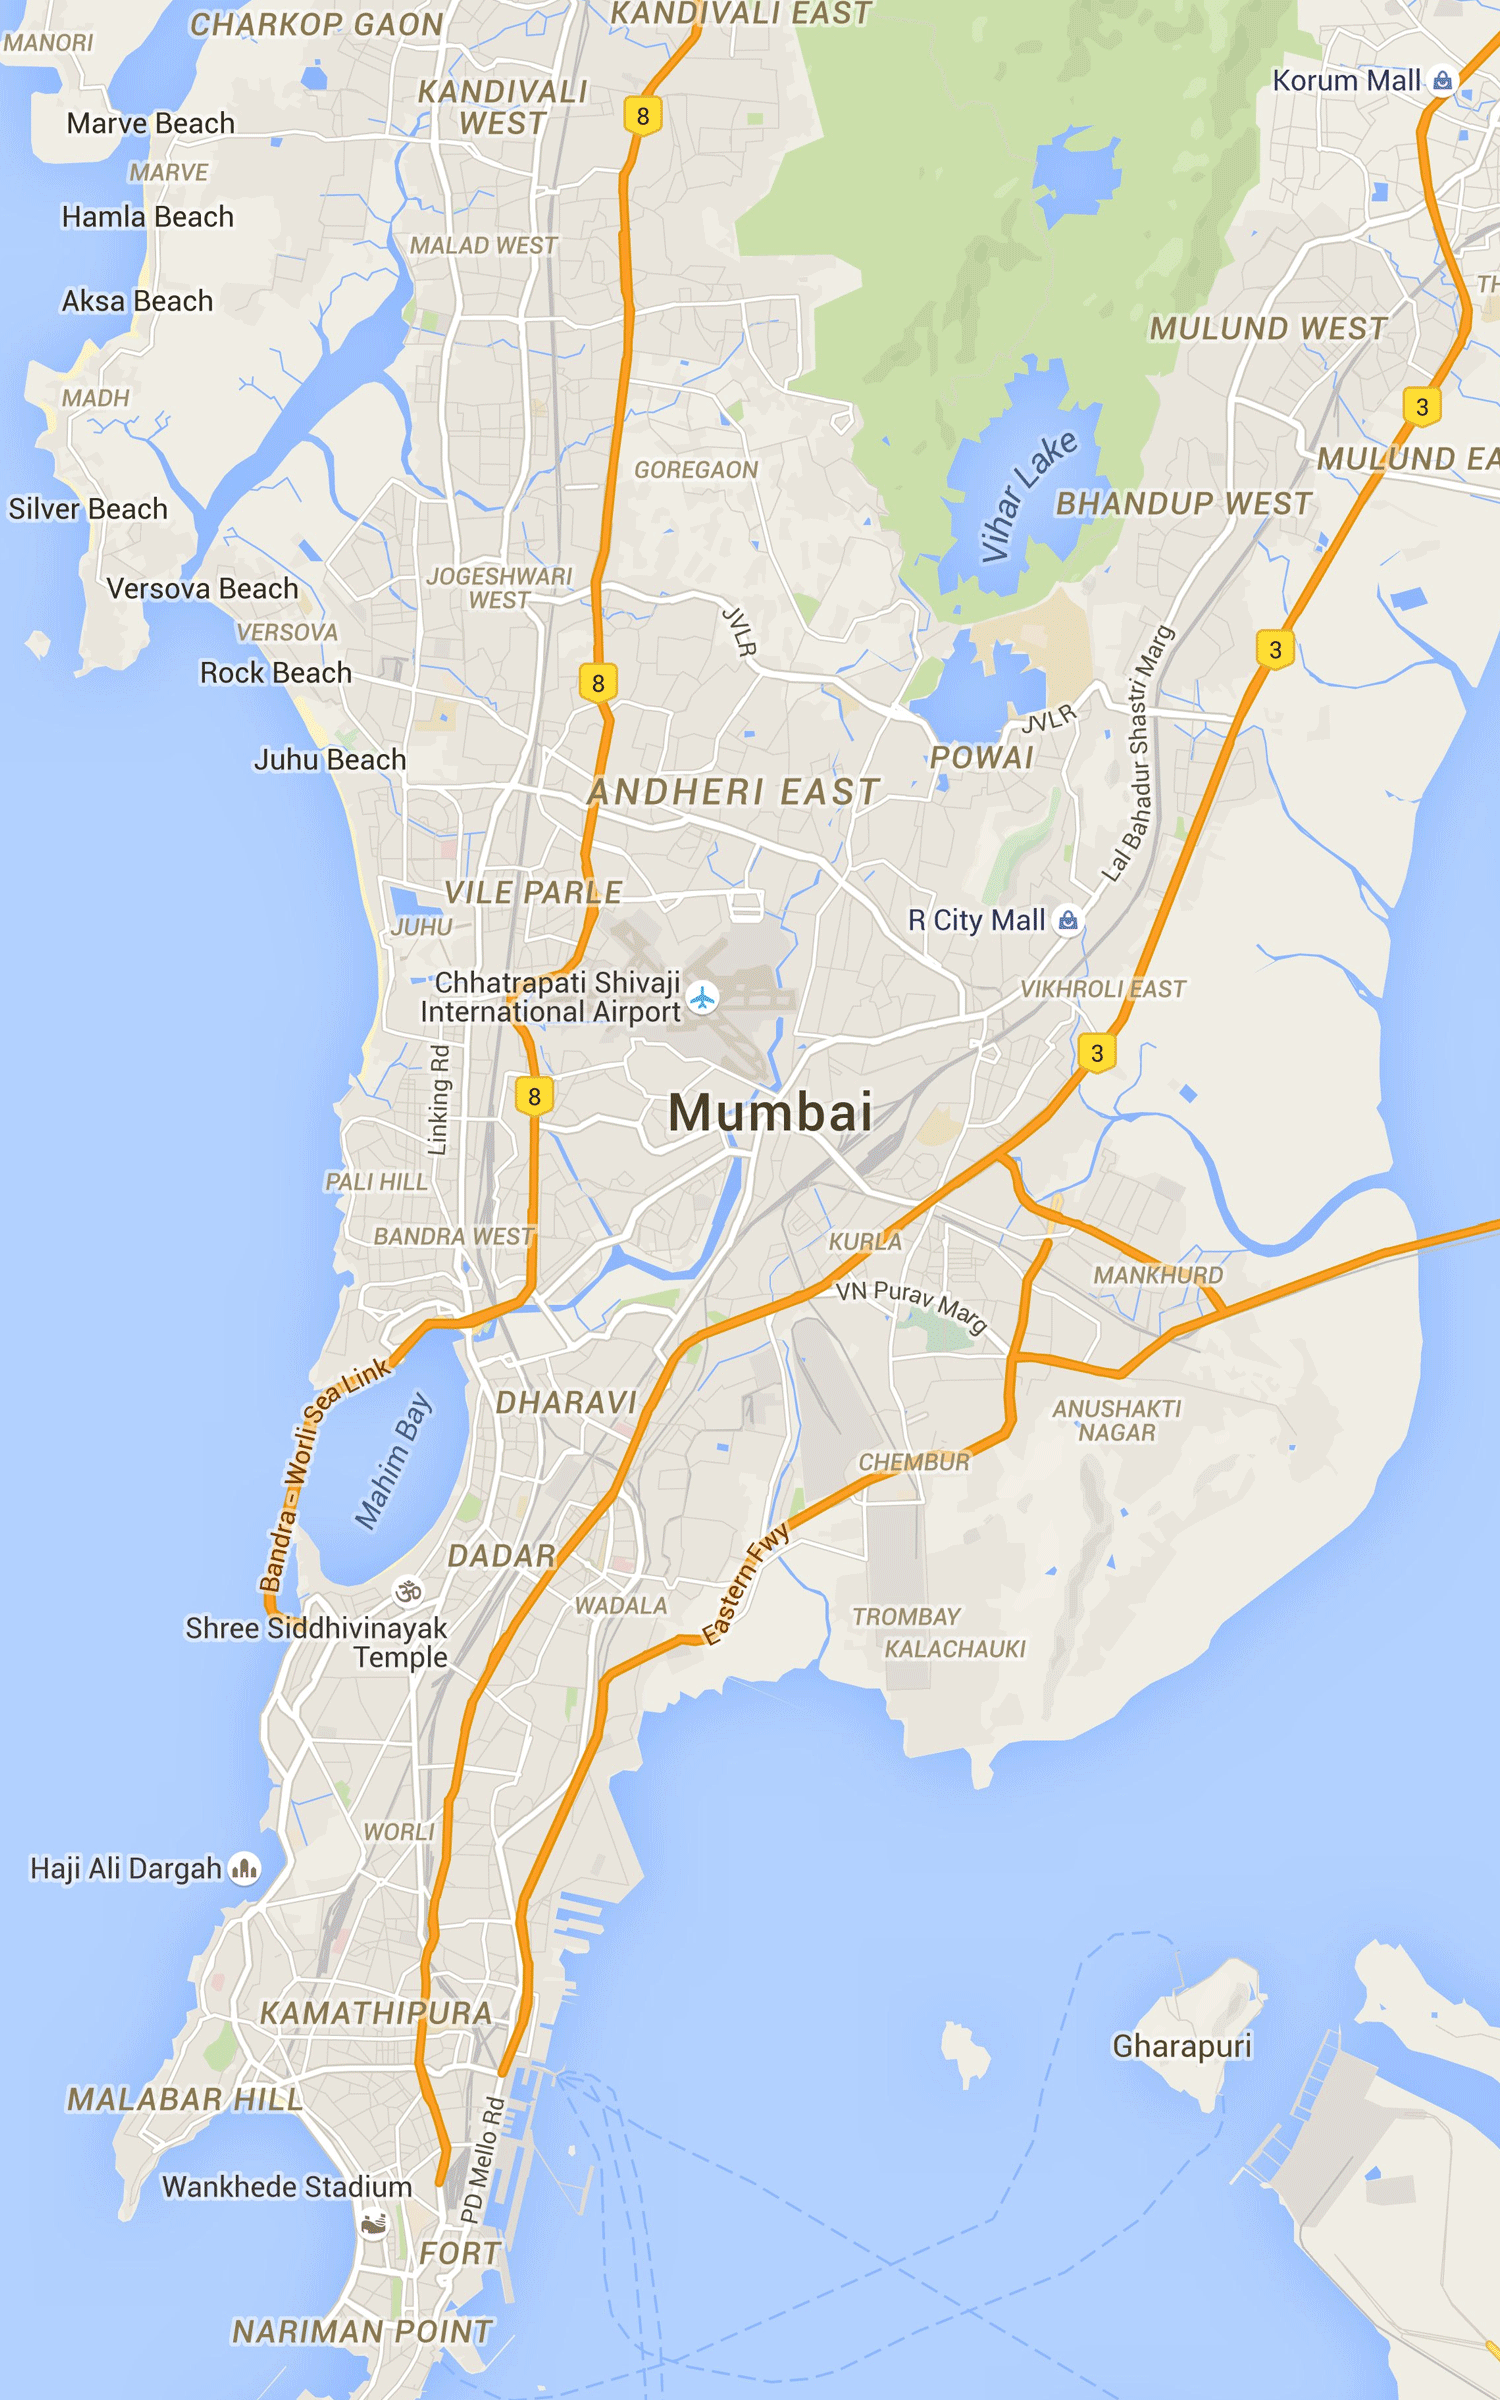 CHARKOP GAON
KANDIVALI EAST
MANORI
KANDIVALI
WEST
Korum Mall
8
Marve Beach
MARVE
Hamla Beach
MALAD WEST
Aksa Beach
TH
MULUND WEST
MADH
3
GOREGAON
MULUND EA
Vihar Lake
BHANDUP WEST
Silver Beach
JOGESHWARI
WEST
Versova Beach
VERSOVA
JVLR
Lal Bahadur Shastri Marg
3
Rock Beach
8
JVLR
Juhu Beach
POWAI
ANDHERI EAST
VILE PARLE
JUHU
R City Mall
Chhatrapati Shivaji
International Airport
VIKHROLI EAST
Linking Rd
3
8
Mumbai
PALI HILL
BANDRA WEST
KURLA
MANKHURD
VN Purav Marg
Bandra - Worli Sea Link
DHARAVI
ANUSHAKTI
NAGAR
Mahim Bay
CHEMBUR
DADAR
Eastern Fwy
WADALA
TROMBAY
Shree Siddhivinayak
Temple
KALACHAUKI
WORLI
Haji Ali Dargah
KAMATHIPURA
Gharapuri
MALABAR HILL
PD Mello Rd
Wankhede Stadium
FORT
NARIMAN POINT